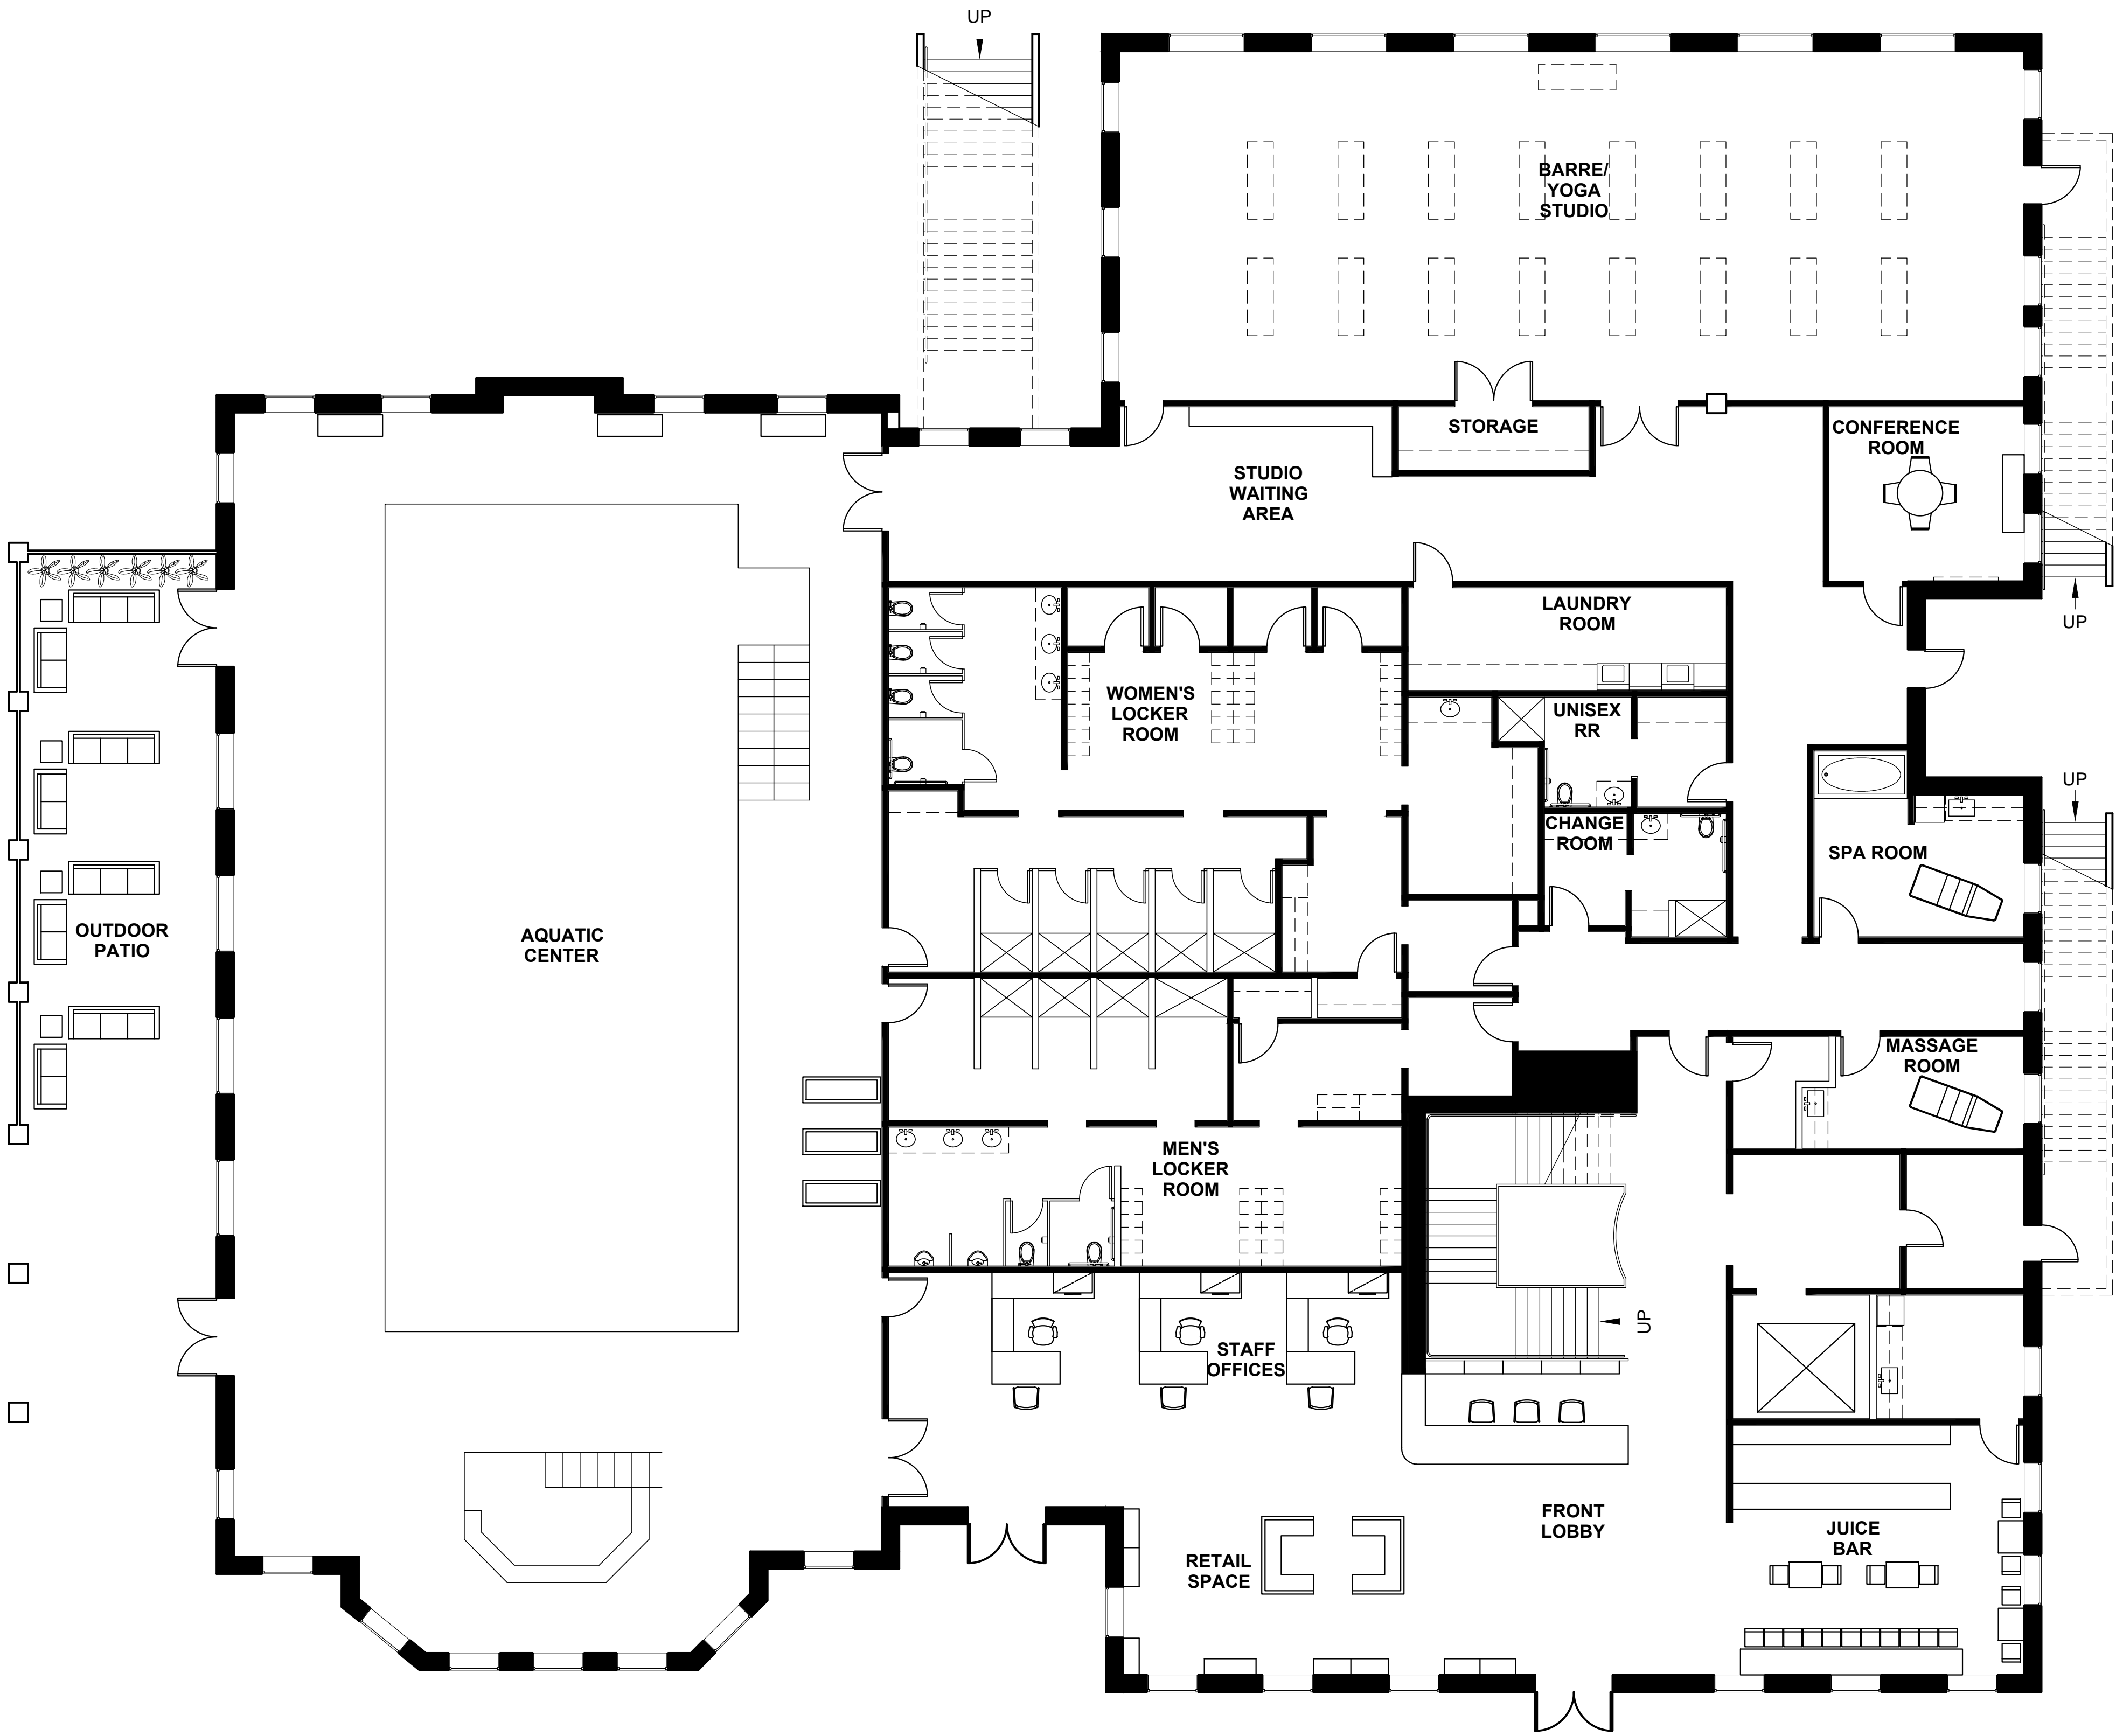 UP
BARRE/
YOGA
STUDIO
STORAGE
CONFERENCE
ROOM
STUDIO
WAITING
AREA
LAUNDRY
ROOM
UP
WOMEN'S
LOCKER
ROOM
UNISEX
RR
UP
CHANGE
ROOM
SPA ROOM
OUTDOOR
PATIO
AQUATIC
CENTER
MASSAGE
ROOM
MEN'S
LOCKER
ROOM
UP
STAFF
OFFICES
FRONT
LOBBY
JUICE
BAR
RETAIL
SPACE